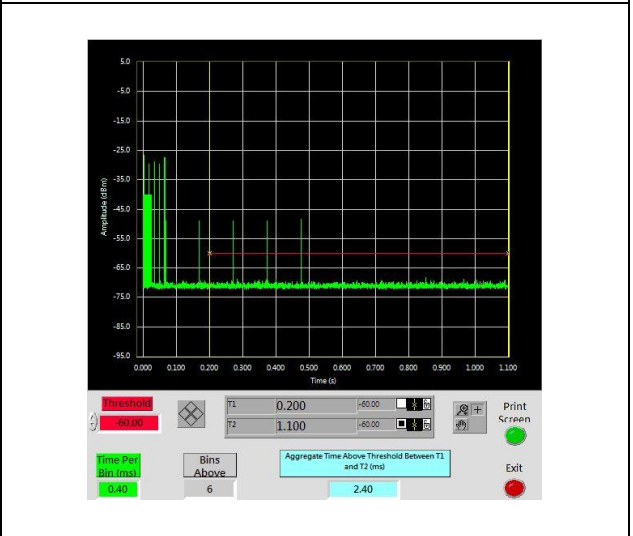 5.0
-5.0
-15.0
-25.0
-35.0
-45.0
-55.0
-65.0
-75.0
-85.0
-95.0
Amplitude (dBm)
0.000 0.100 0.200 0.300 0.400 0.500 0.600 0.700 0.800 0.900 1.000 1.100
Time (s)
Threshold
-60.00
T1 0.200 -60.00
T2 1.100 -60.00
Print
Screen
Time Per
Bin (ms)
0.40
Bins
Above
6
Aggregate Time Above Threshold Between T1
and T2 (ms)
2.40
Exit